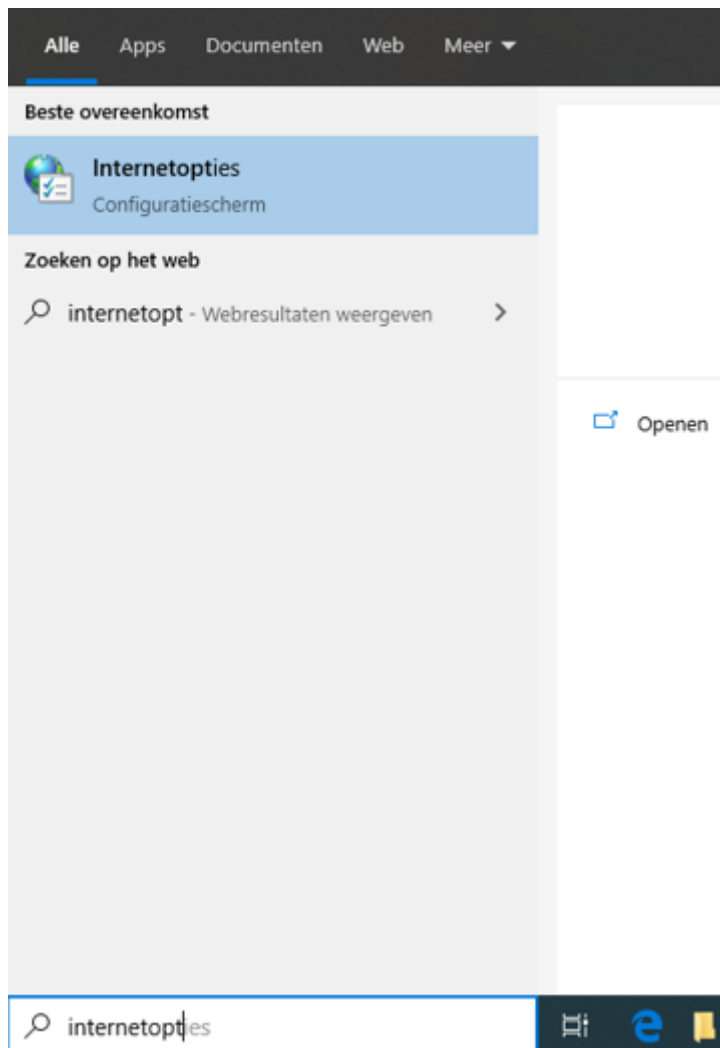 Alle Apps Documenten Web Meer
Beste overeenkomst
Internetopties
Configuratiescherm
Zoeken op het web
internetopt - Webresultaten weergeven
Openen
internetopties